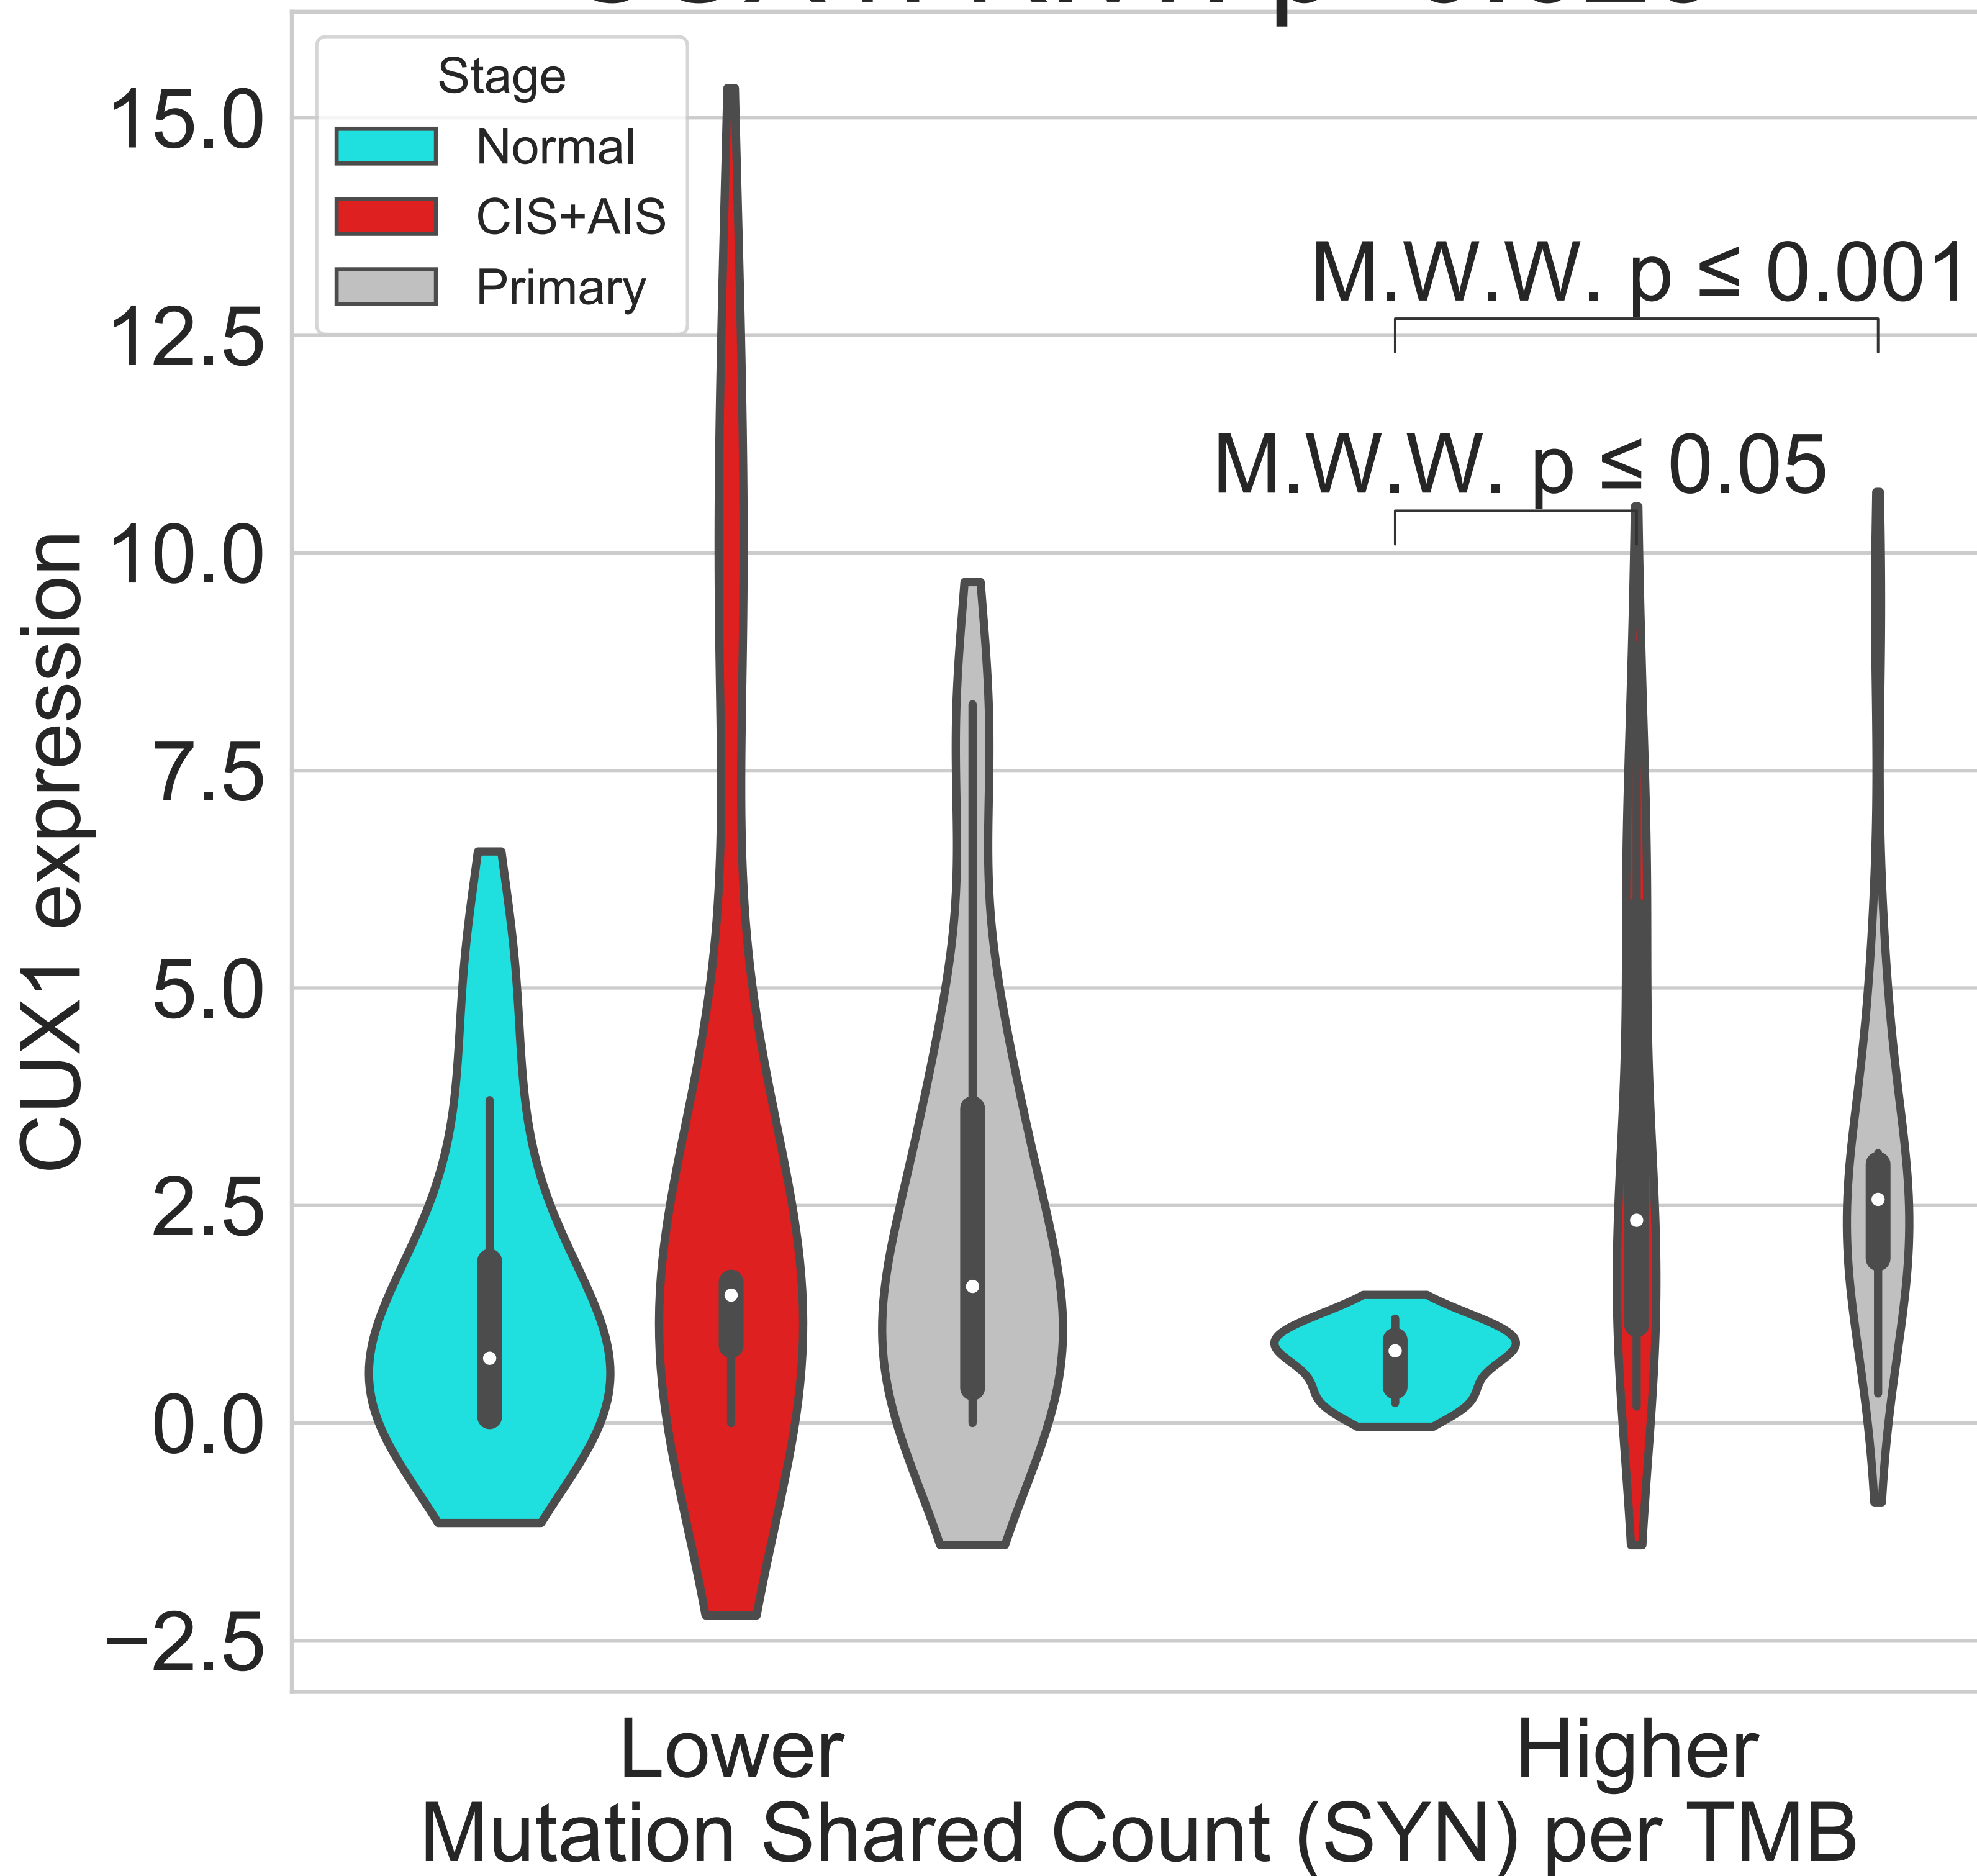 Stage
Normal
CIS+AIS
Primary
M.W.W. p ≤ 0.001
M.W.W. p ≤ 0.05
15.0
12.5
10.0
7.5
5.0
2.5
0.0
−2.5
CUX1 expression
Lower
Higher
Mutation Shared Count (SYN) per TMB